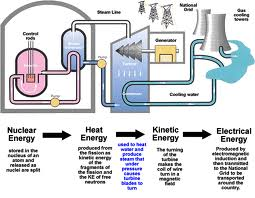 Steam Line
National
Grid
Gas
cooling
towers
Control
rods
Steam
Turbine
Generator
Pump
Pump
Cooling water
Nuclear
Energy
Heat
Energy
Kinetic
Energy
Electrical
Energy
stored in the
nucleus of an atom
and released as
nuclei are split
produced from
the fission as
kinetic energy
of the
fragments of the
fission and the
KE of free
neutrons
used to heat
water and
produce
steam that
under
pressure
causes
turbine
blades to turn
The turning of
the turbine
makes the coil
of wire turn in a
magnetic field
Produced by
electromagnetic
induction and then
tranmitted to the
National Grid to
be transported
around the country.